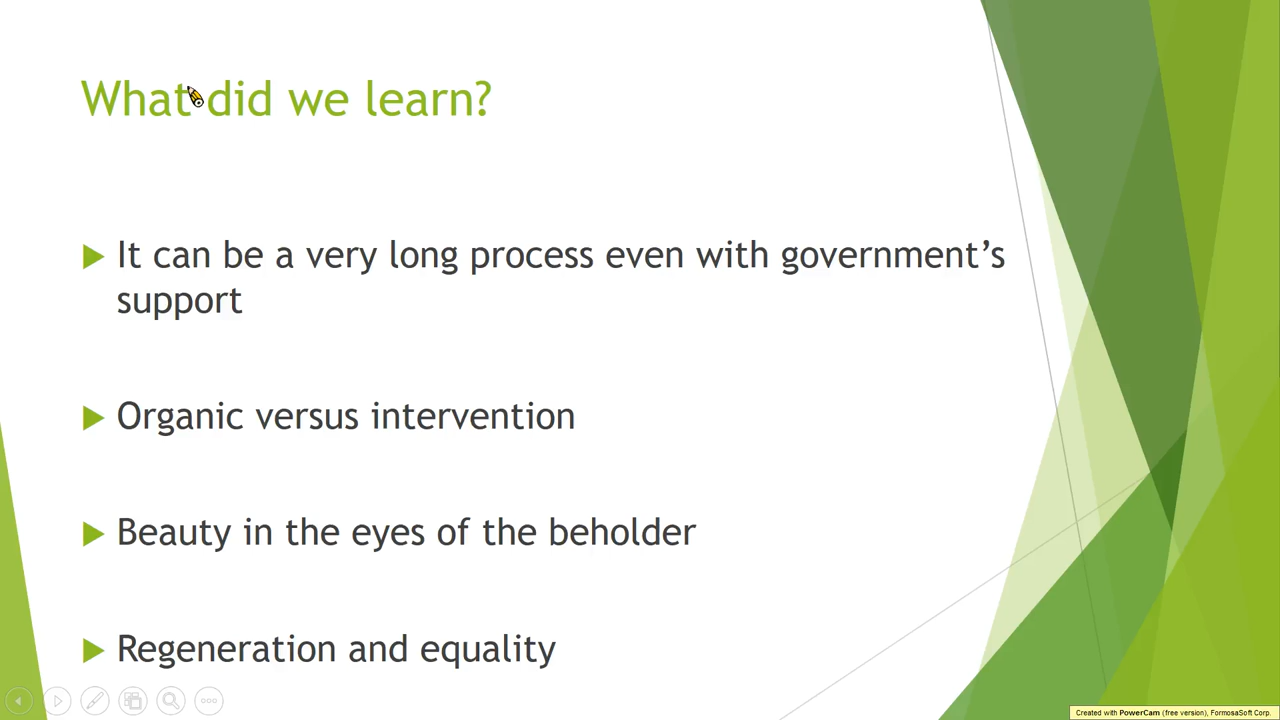 What did we learn?
It can be a very long process even with government’s
support
Organic versus intervention
Beauty in the eyes of the beholder
Regeneration and equality
Created with PowerCam (free version), FormosaSoft Corp.